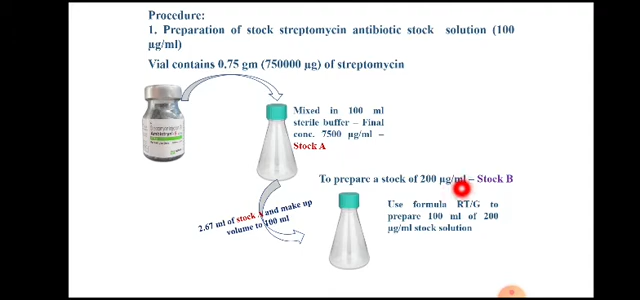 Procedure:
1. Preparation of stock streptomycin antibiotic stock solution (100
µg/ml)
Vial contains 0.75 gm (750000 µg) of streptomycin
Mixed in 100 ml
sterile buffer – Final
conc. 7500 µg/ml –
Stock A
To prepare a stock of 200 µg/ml – Stock B
2.67 ml of stock A and make up
volume to 100 ml
Use formula RT/G to
prepare 100 ml of 200
µg/ml stock solution